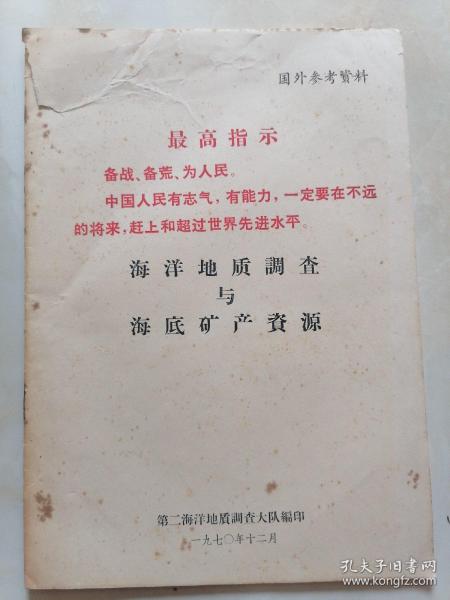 国外参考資料
最高指示
备战、备荒、为人民。
中国人民有志气，有能力，一定要在不远
的将来，赶上和超过世界先进水平。
海洋地质調查
与
海底矿产資源
第二海洋地质調查大队編印
一九七〇年十二月
孔夫子旧书网
www.kongfz.com